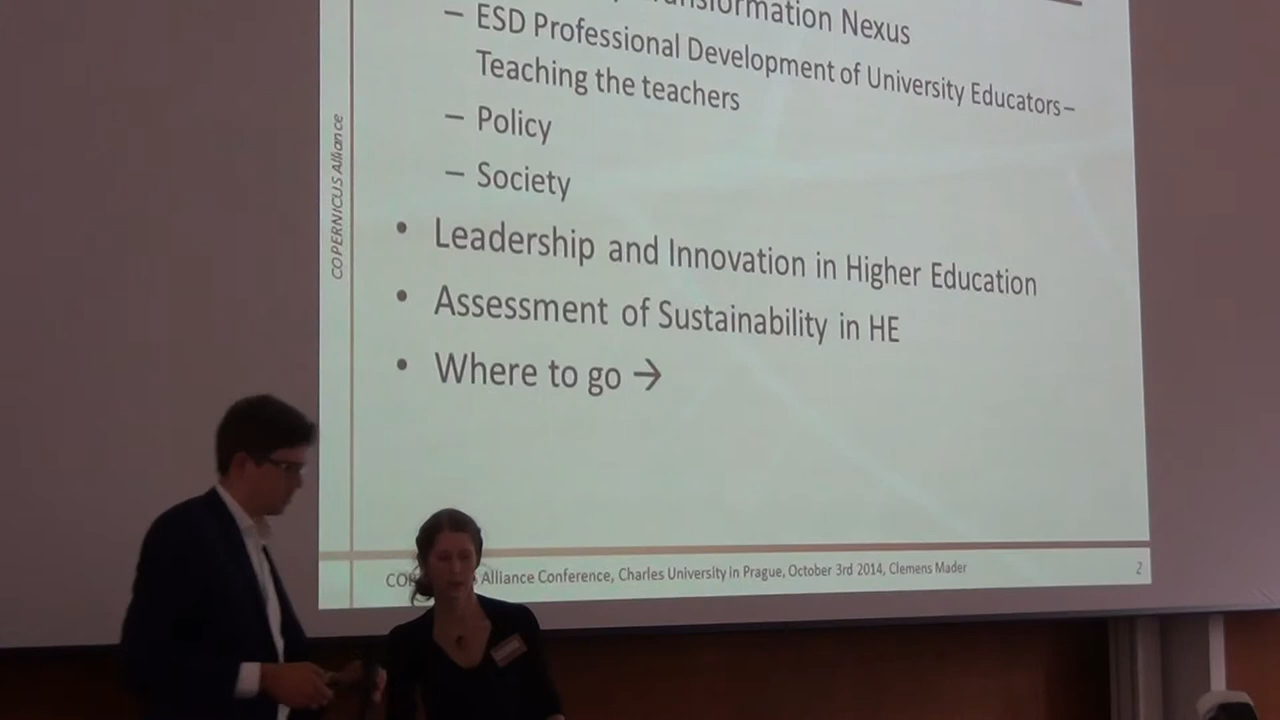 Nexus
– ESD Professional Development of University Educators –
Teaching the teachers
– Policy
– Society
• Leadership and Innovation in Higher Education
• Assessment of Sustainability in HE
• Where to go →
COPERNICUS Alliance
Alliance Conference, Charles University in Prague, October 3rd 2014, Clemens Mader
2